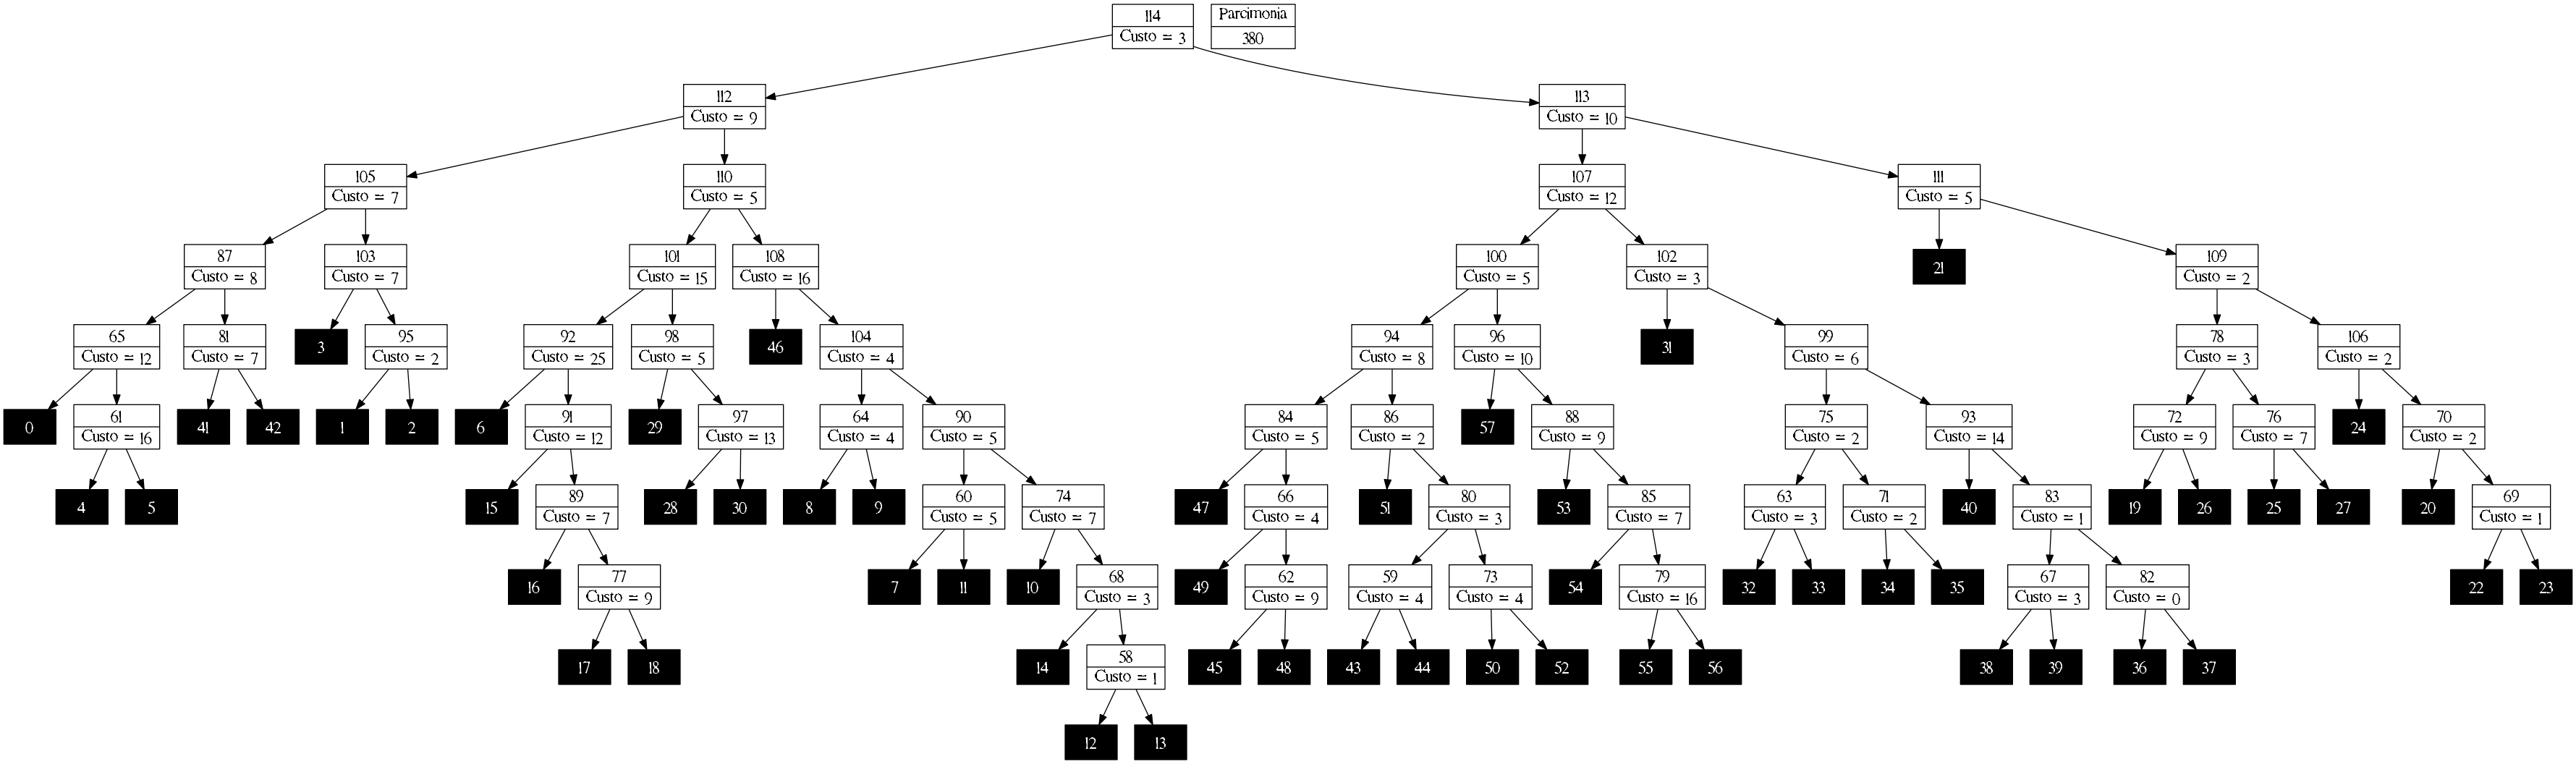 114
Custo = 3
Parcimonia
380
112
Custo = 9
113
Custo = 10
105
Custo = 7
110
Custo = 5
107
Custo = 12
111
Custo = 5
87
Custo = 8
103
Custo = 7
101
Custo = 15
108
Custo = 16
100
Custo = 5
102
Custo = 3
21
109
Custo = 2
65
Custo = 12
81
Custo = 7
3
95
Custo = 2
92
Custo = 25
98
Custo = 5
46
104
Custo = 4
94
Custo = 8
96
Custo = 10
31
99
Custo = 6
78
Custo = 3
106
Custo = 2
0
61
Custo = 16
41
42
1
2
6
91
Custo = 12
29
97
Custo = 13
64
Custo = 4
90
Custo = 5
84
Custo = 5
86
Custo = 2
57
88
Custo = 9
75
Custo = 2
93
Custo = 14
72
Custo = 9
76
Custo = 7
24
70
Custo = 2
4
5
15
89
Custo = 7
28
30
8
9
60
Custo = 5
74
Custo = 7
47
66
Custo = 4
51
80
Custo = 3
53
85
Custo = 7
63
Custo = 3
71
Custo = 2
40
83
Custo = 1
19
26
25
27
20
69
Custo = 1
16
77
Custo = 9
7
11
10
68
Custo = 3
49
62
Custo = 9
59
Custo = 4
73
Custo = 4
54
79
Custo = 16
32
33
34
35
67
Custo = 3
82
Custo = 0
22
23
17
18
14
58
Custo = 1
45
48
43
44
50
52
55
56
38
39
36
37
12
13